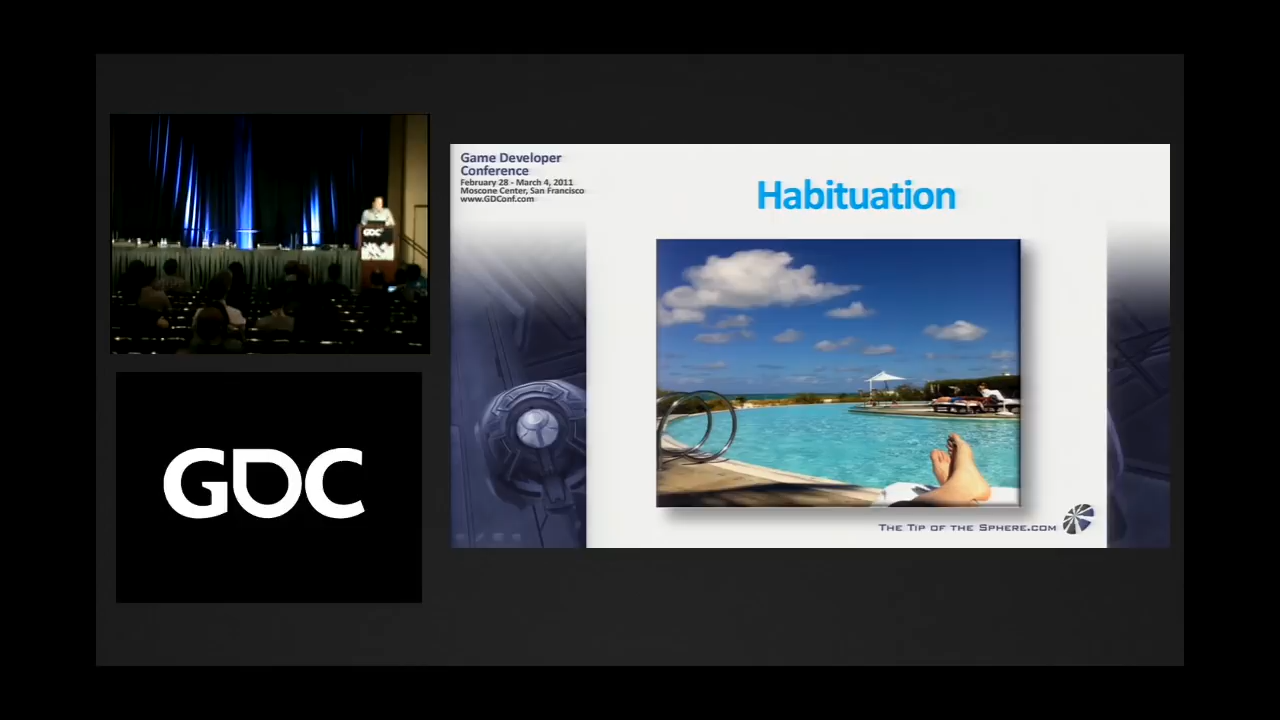 GDC
GDC
Game Developer
Conference
February 28 - March 4, 2011
Moscone Center, San Francisco
www.GDConf.com
Habituation
The Tip of the Sphere.com